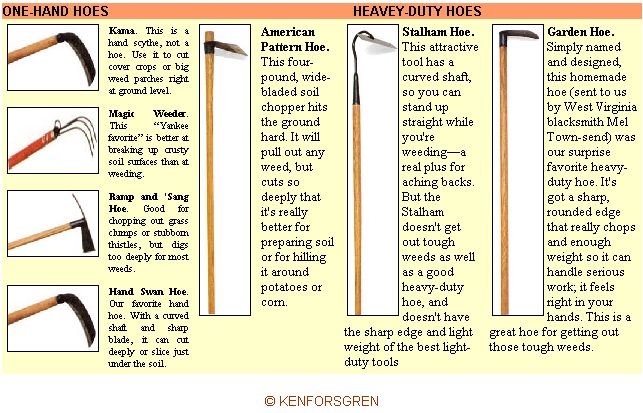 ONE-HAND HOES
Kama. This is a
hand scythe, not a
hoe. Use it to cut
cover crops or big
weed parches right
at ground level.
Magic Weeder.
This "Yankee
favorite" is better at
breaking up crusty
soil surfaces than at
weeding.
Ramp and 'Sang
Hoe. Good for
chopping out grass
clumps or stubborn
thistles, but digs
too deeply for most
weeds.
Hand Swan Hoe.
Our favorite hand
hoe. With a curved
shaft and sharp
blade, it can cut
deeply or slice just
under the soil.
HEAVEY-DUTY HOES
American
Pattern Hoe.
This four-
pound, wide-
bladed soil
chopper hits
the ground
hard. It will
pull out any
weed, but
cuts so
deeply that
it's really
better for
preparing soil
or for hilling
it around
potatoes or
corn.
Stalham Hoe.
This attractive
tool has a
curved shaft,
so you can
stand up
straight while
you're
weeding—a
real plus for
aching backs.
But the
Stalham
doesn't get
out tough
weeds as well
as a good
heavy-duty
hoe, and
doesn't have
the sharp edge and light
weight of the best light-
duty tools
Garden Hoe.
Simply named
and designed,
this homemade
hoe (sent to us
by West Virginia
blacksmith Mel
Town-send) was
our surprise
favorite heavy-
duty hoe. It's
got a sharp,
rounded edge
that really chops
and enough
weight so it can
handle serious
work; it feels
right in your
hands. This is a
great hoe for getting out
those tough weeds.
© KENFORSGREN